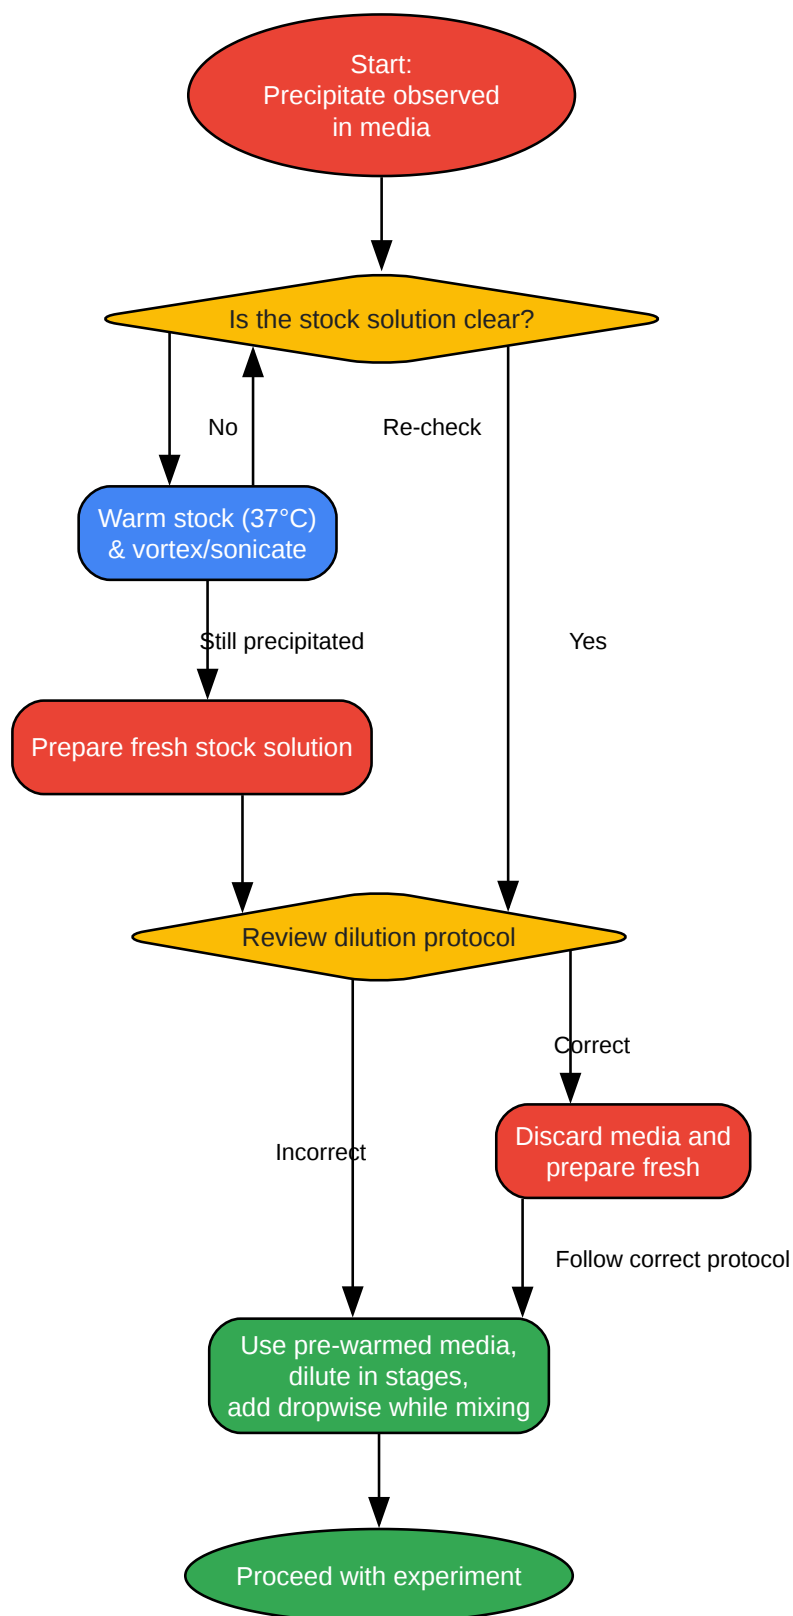 Start:
Precipitate observed
in media
Is the stock solution clear?
No
Re-check
Warm stock (37°C)
& vortex/sonicate
Still precipitated
Yes
Prepare fresh stock solution
Review dilution protocol
Correct
Incorrect
Discard media and
prepare fresh
Follow correct protocol
Use pre-warmed media,
dilute in stages,
add dropwise while mixing
Proceed with experiment